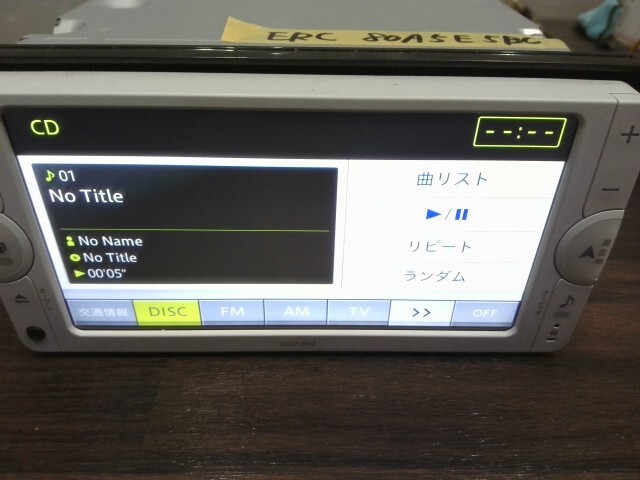 ERC 80A5E5DC
CD
--:--
♪01
No Title
No Name
No Title
00'05"
曲リスト
▶/❚❚
リピート
ランダム
交通情報 DISC FM AM TV >> OFF